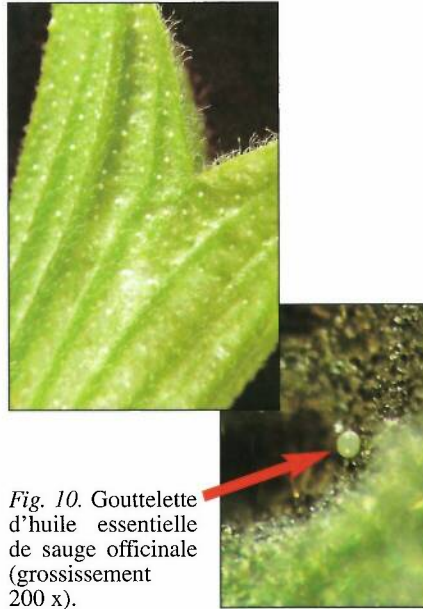 Fig. 10. Gouttelette
d'huile essentielle
de sauge officinale
(grossissement
200 x).